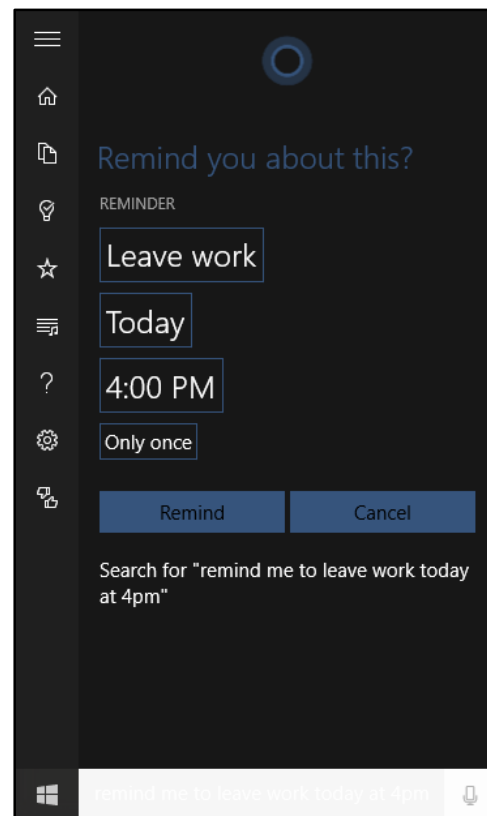 Remind you about this?
REMINDER
Leave work
Today
4:00 PM
Only once
Remind
Cancel
Search for "remind me to leave work today
at 4pm"
remind me to leave work today at 4pm